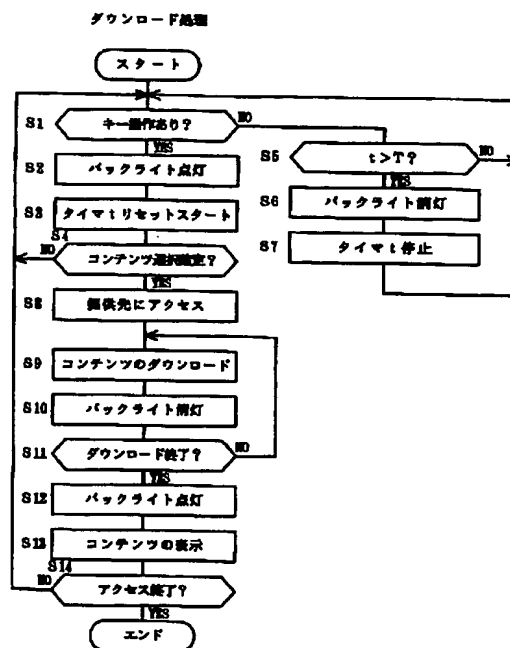 ダウンロード処理
スタート
S1 キー操作あり? NO
YES
S2 バックライト点灯
S3 タイマtリセットスタート
S4
NO コンテンツ選択確定?
YES
S5 t>T? NO
YES
S6 バックライト消灯
S7 タイマt停止
S8 提供先にアクセス
S9 コンテンツのダウンロード
S10 バックライト消灯
S11 ダウンロード終了? NO
YES
S12 バックライト点灯
S13 コンテンツの表示
S14
NO アクセス終了?
YES
エンド